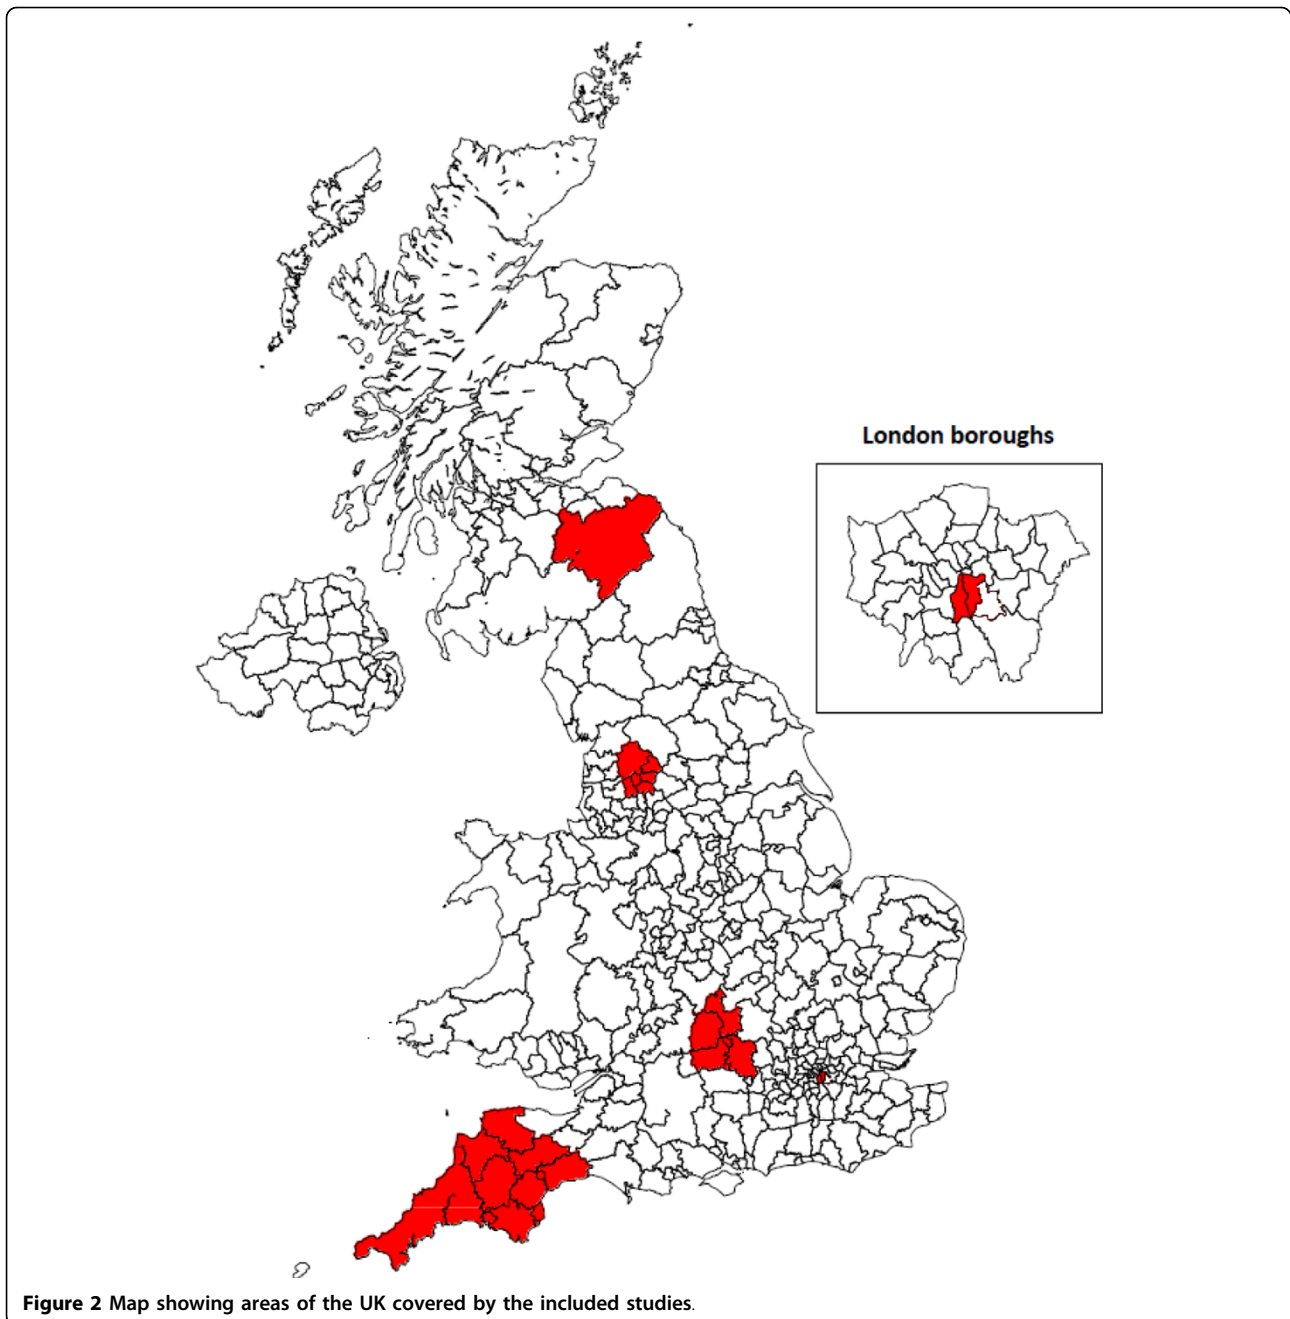 London boroughs
Figure 2 Map showing areas of the UK covered by the included studies.